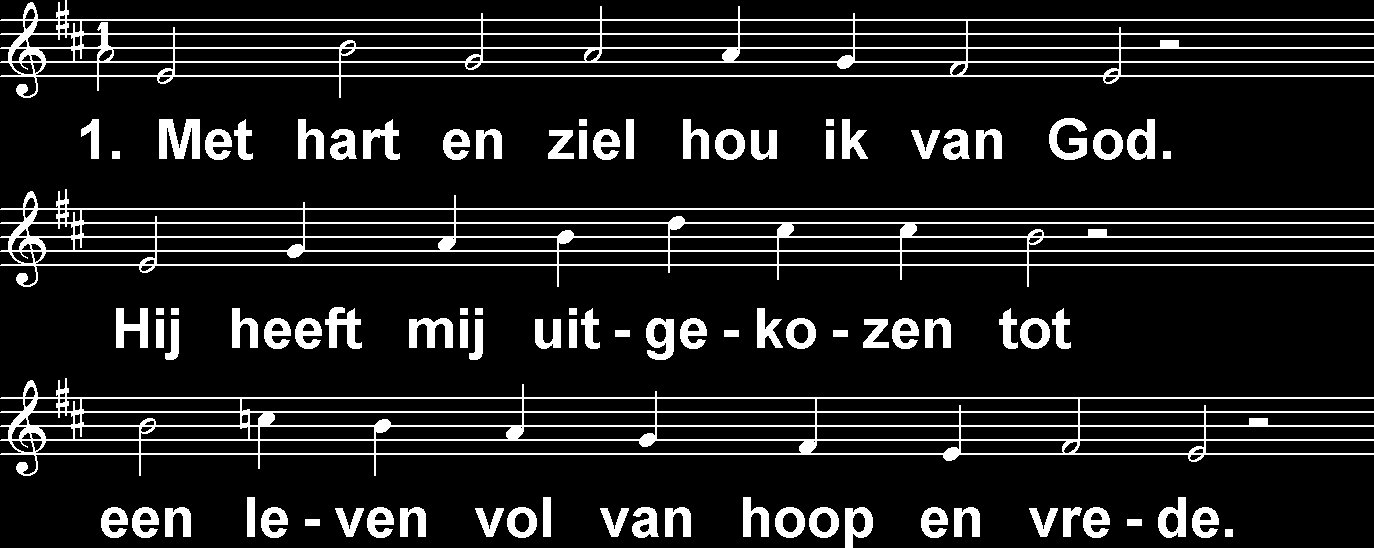 1. Met hart en ziel hou ik van God.
Hij heeft mij uit - ge - ko - zen tot
een le - ven vol van hoop en vre - de.